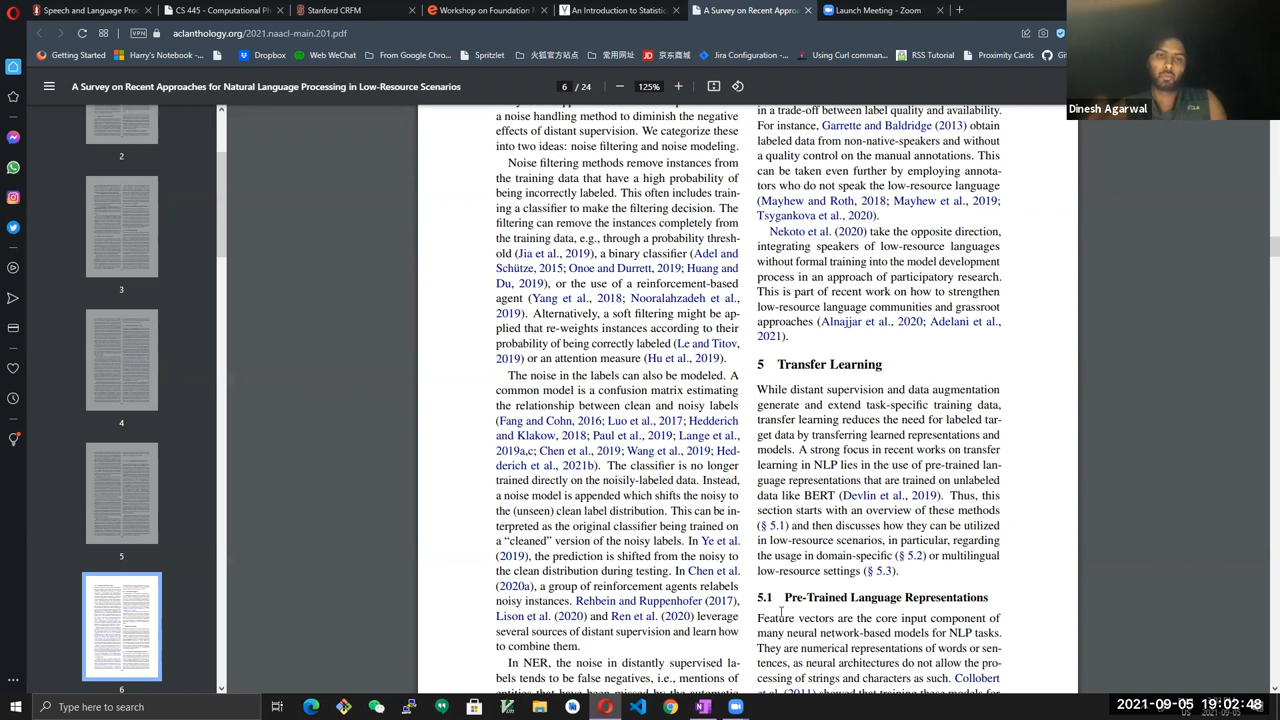 Speech and Language Proc
CS 445 - Computational Ph
Stanford CRFM
Workshop on Foundation M
An Introduction to Statistic
A Survey on Recent Approac
Launch Meeting - Zoom
VPN
aclanthology.org/2021.naacl-main.201.pdf
Getting Started
Harry's Notebook -...
Dropbox
WebDev
From Google Chrom...
Spritzlet
火狐官方站点
常用网址
京东商城
Jira Configuration -...
Using Curl comman...
RSS Tutorial
Proximity Cards
Gi
Dinesh Agarwal
A Survey on Recent Approaches for Natural Language Processing in Low-Resource Scenarios
6 / 24
125%
2
3
4
5
6
a noise handling method to diminish the negative
effects of distant supervision. We categorize these
into two ideas: noise filtering and noise modeling.
Noise filtering methods remove instances from
the training data that have a high probability of
being incorrectly labeled. This often includes train-
ing a classifier to make the filtering decision. The
filtering can remove the instances completely from
the training data, e.g., through a probability thresh-
old (Jia et al., 2019), a binary classifier (Adel and
Schütze, 2015; Onoe and Durrett, 2019; Huang and
Du, 2019), or the use of a reinforcement-based
agent (Yang et al., 2018; Nooralahzadeh et al.,
2019). Alternatively, a soft filtering might be ap-
plied that re-weights instances according to their
probability of being correctly labeled (Le and Titov,
2019) or an attention measure (Hu et al., 2019).
The noise in the labels can also be modeled. A
common model is a confusion matrix estimating
the relationship between clean and noisy labels
(Fang and Cohn, 2016; Luo et al., 2017; Hedderich
and Klakow, 2018; Paul et al., 2019; Lange et al.,
2019a,c; Chen et al., 2019; Wang et al., 2019; Hed-
derich et al., 2021b). The classifier is no longer
trained directly on the noisily-labeled data. Instead,
a noise model is appended which shifts the noisy to
the (unseen) clean label distribution. This can be in-
terpreted as the original classifier being trained on
a “cleaned” version of the noisy labels. In Ye et al.
(2019), the prediction is shifted from the noisy to
the clean distribution during testing. In Chen et al.
(2020a), a group of reinforcement agents relabels
noisy instances. Rehbein and Ruppenhofer (2017),
Lison et al. (2020) and Ren et al. (2020) leverage
several sources of distant supervision and learn how
to combine them.
In NER, the noise in distantly supervised la-
bels tends to be false negatives, i.e., mentions of
entities that have been missed by the automatic
in a trade-off between label quality and availability.
For instance, Garrette and Baldridge (2013) obtain
labeled data from non-native-speakers and without
a quality control on the manual annotations. This
can be taken even further by employing annota-
tors who do not speak the low-resource language
(Mayhew and Roth, 2018; Mayhew et al., 2019;
Tsygankova et al., 2020).
Nekoto et al. (2020) take the opposite direction,
integrating speakers of low-resource languages
without formal training into the model development
process in an approach of participatory research.
This is part of recent work on how to strengthen
low-resource language communities and grassroot
approaches (Alnajjar et al., 2020; Adelani et al.,
2021).
5 Transfer Learning
While distant supervision and data augmentation
generate and extend task-specific training data,
transfer learning reduces the need for labeled tar-
get data by transferring learned representations and
models. A strong focus in recent works on transfer
learning in NLP lies in the use of pre-trained lan-
guage representations that are trained on unlabeled
data like BERT (Devlin et al., 2019). Thus, this
section starts with an overview of these methods
(§ 5.1) and then discusses how they can be utilized
in low-resource scenarios, in particular, regarding
the usage in domain-specific (§ 5.2) or multilingual
low-resource settings (§ 5.3).
5.1 Pre-Trained Language Representations
Feature vectors are the core input component of
many neural network-based models for NLP tasks.
They are numerical representations of words or sen-
tences, as neural architectures do not allow the pro-
cessing of strings and characters as such. Collobert
et al. (2011) showed that training these models for
Type here to search
2021-09-05 19:02:48